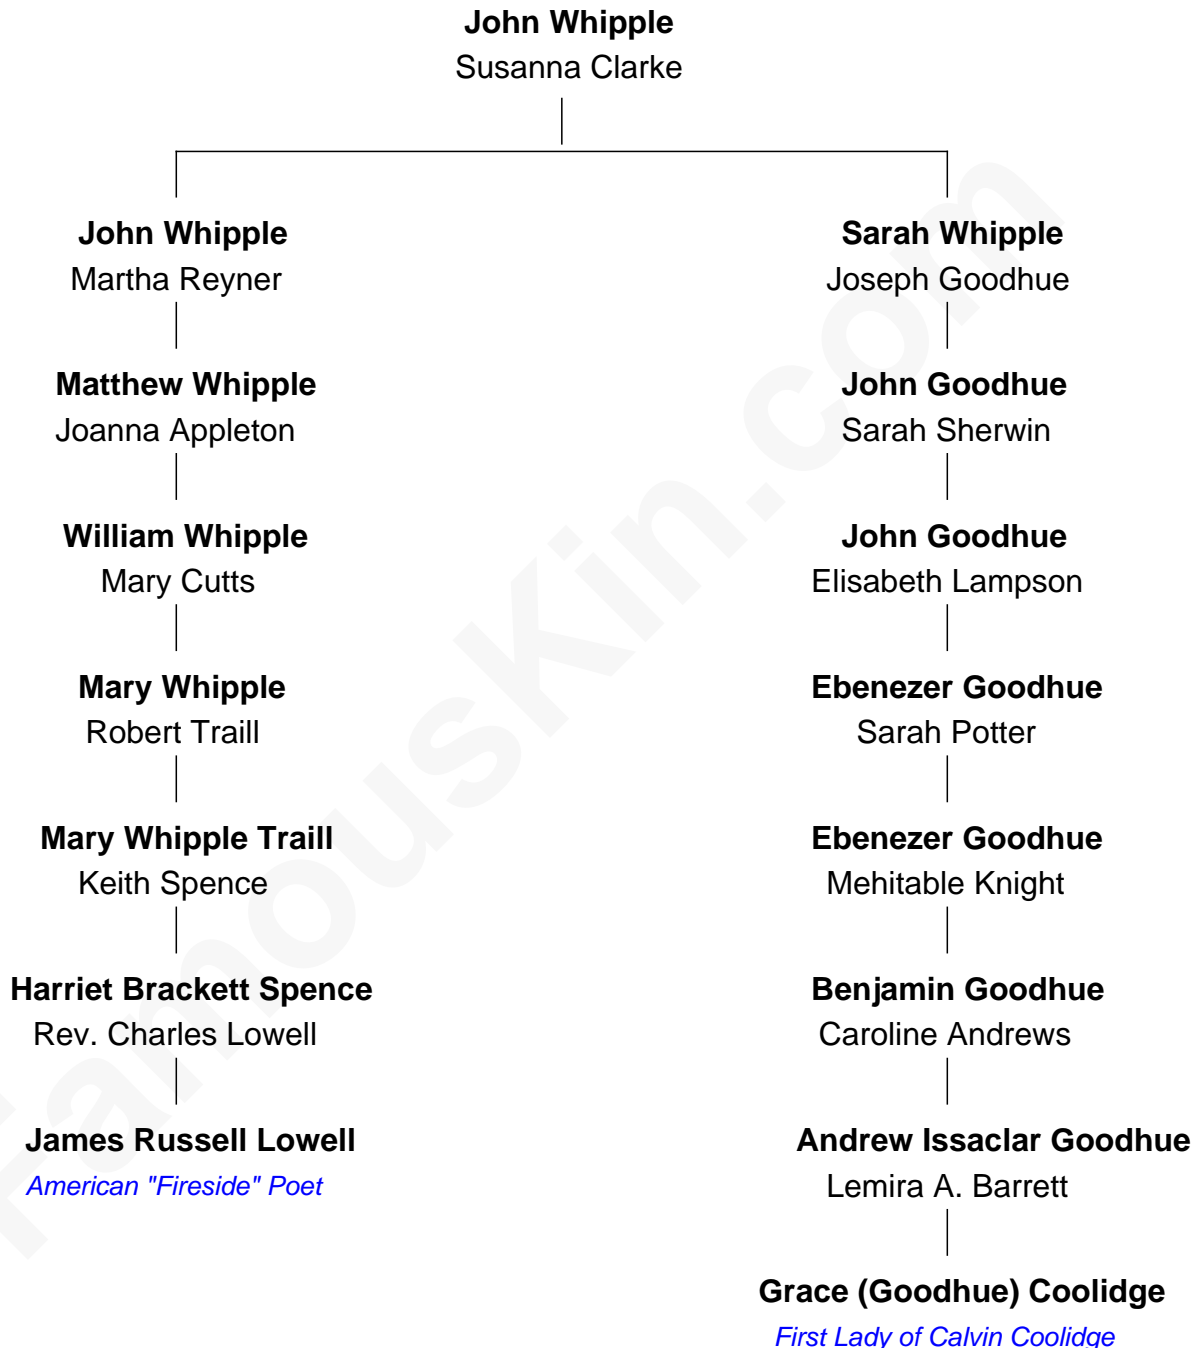 John Whipple
Susanna Clarke
John Whipple
Martha Reyner
Sarah Whipple
Joseph Goodhue
Matthew Whipple
Joanna Appleton
John Goodhue
Sarah Sherwin
William Whipple
Mary Cutts
John Goodhue
Elisabeth Lampson
Mary Whipple
Robert Traill
Ebenezer Goodhue
Sarah Potter
Mary Whipple Traill
Keith Spence
Ebenezer Goodhue
Mehitable Knight
Harriet Brackett Spence
Rev. Charles Lowell
Benjamin Goodhue
Caroline Andrews
James Russell Lowell
American "Fireside" Poet
Andrew Issaclar Goodhue
Lemira A. Barrett
Grace (Goodhue) Coolidge
First Lady of Calvin Coolidge
FamousKin.com